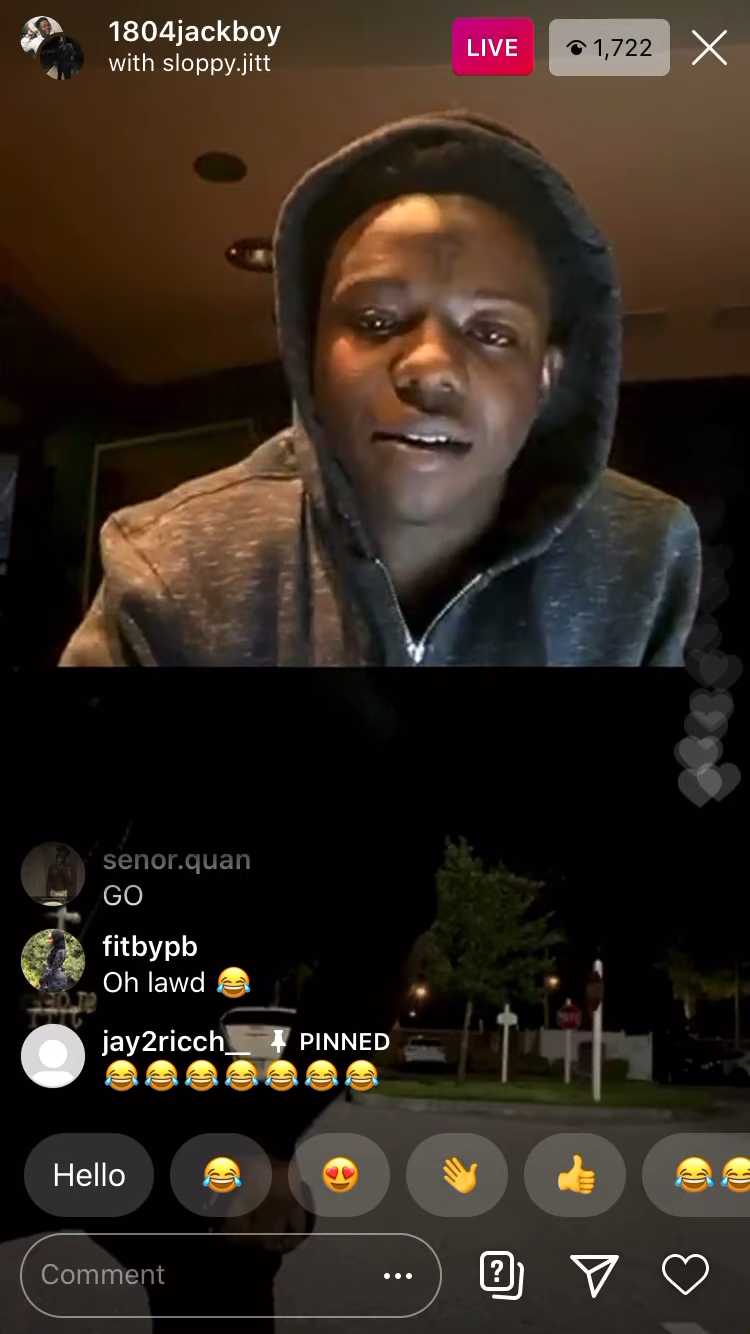 1804jackboy
with sloppy.jitt
LIVE
1,722
senor.quan
GO
fitbypb
Oh lawd 😂
jay2ricch__ PINNED
😂😂😂😂😂😂😂
Hello
😂
😍
👋
👍
😂😂
Comment